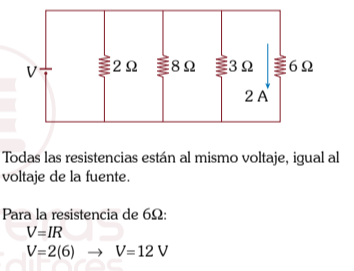 V
2 Ω
8 Ω
3 Ω
6 Ω
2 A
Todas las resistencias están al mismo voltaje, igual al
voltaje de la fuente.
Para la resistencia de 6Ω:
V=IR
V=2(6) → V=12 V